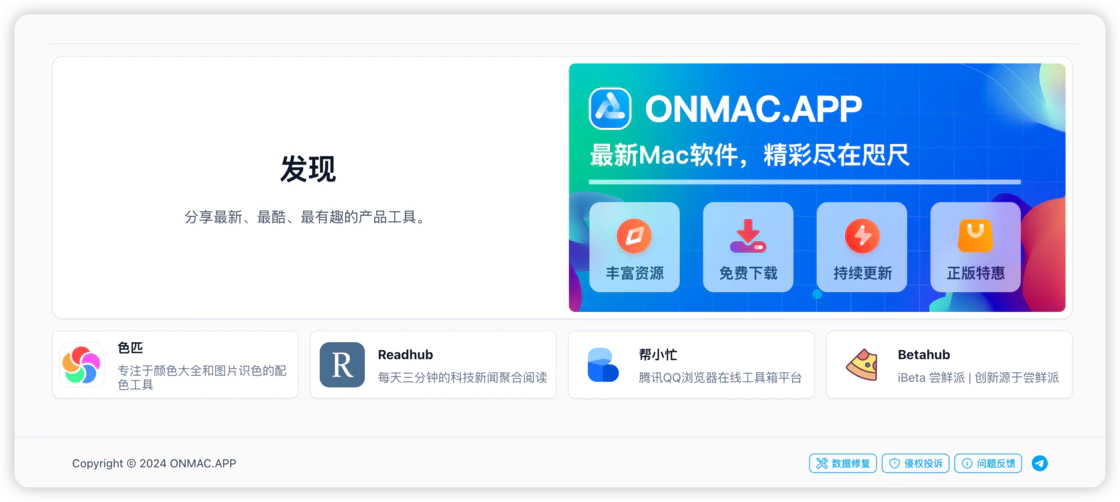 发现
分享最新、最酷、最有趣的产品工具。
ONMAC.APP
最新Mac软件，精彩尽在咫尺
丰富资源
免费下载
持续更新
正版特惠
色匹
专注于颜色大全和图片识色的配
色工具
R
Readhub
每天三分钟的科技新闻聚合阅读
帮小忙
腾讯QQ浏览器在线工具箱平台
Betahub
iBeta 尝鲜派 | 创新源于尝鲜派
Copyright © 2024 ONMAC.APP
数据修复
侵权投诉
问题反馈